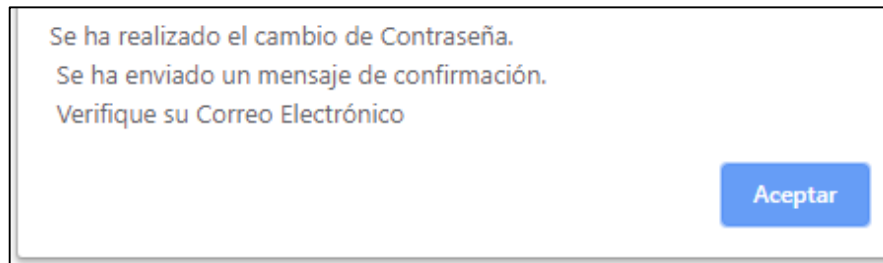 Se ha realizado el cambio de Contraseña.
Se ha enviado un mensaje de confirmación.
Verifique su Correo Electrónico
Aceptar